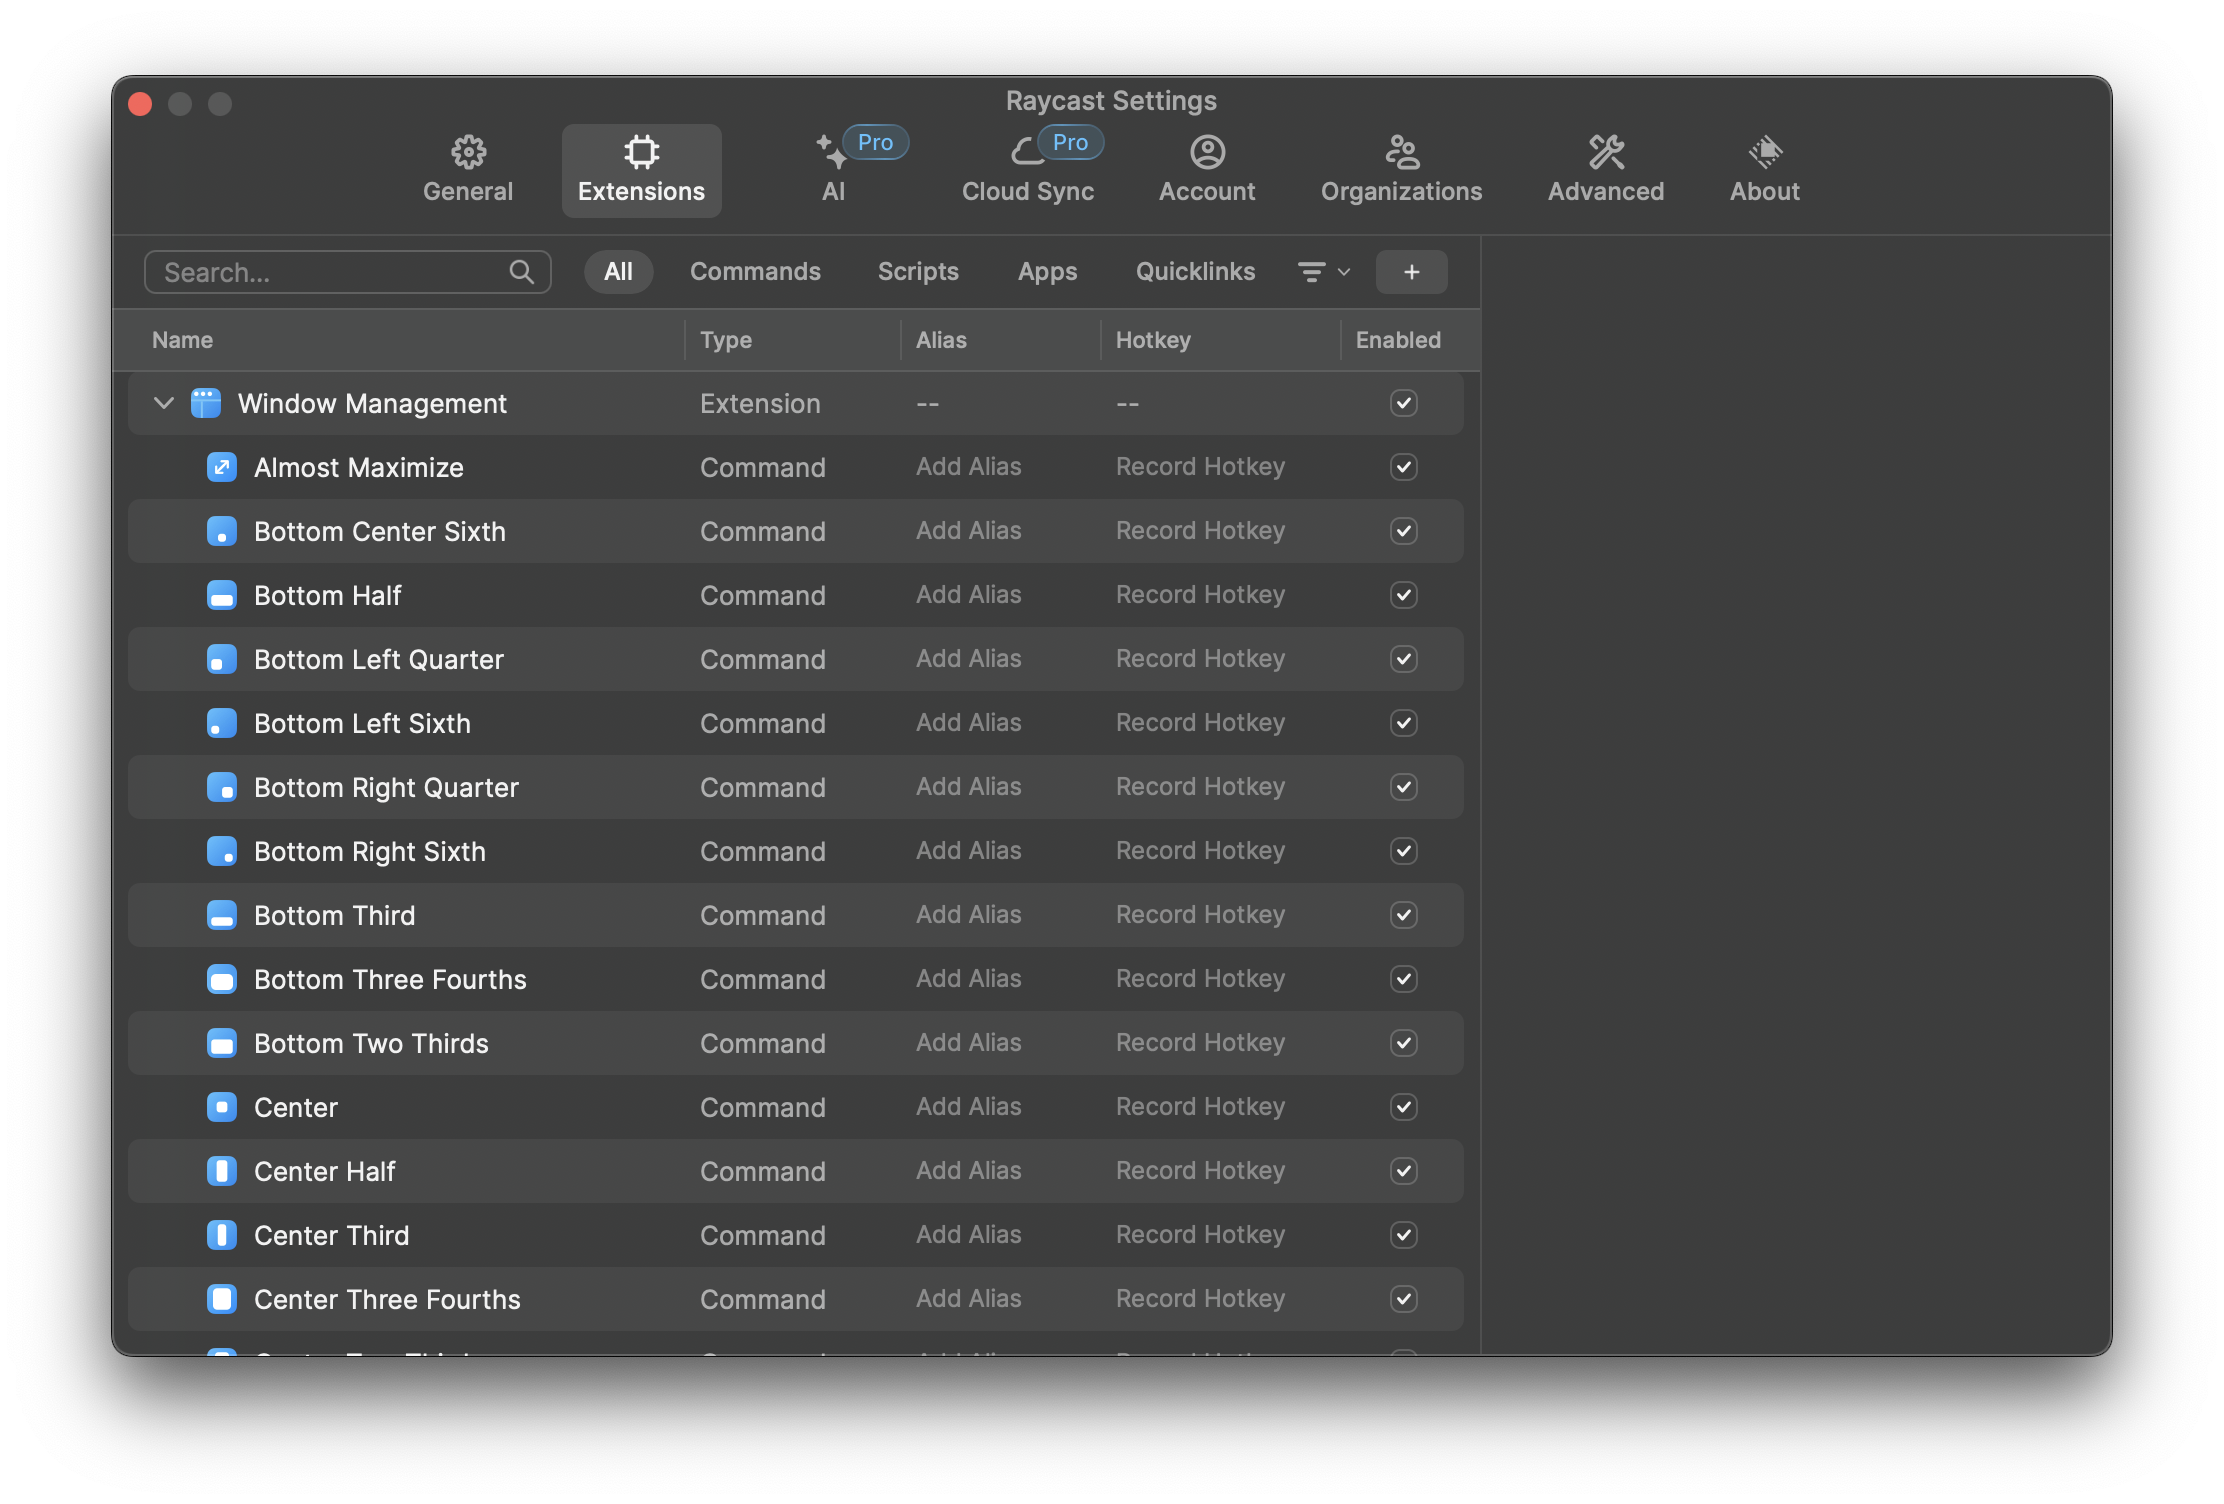 Raycast Settings
General
Extensions
Pro
AI
Pro
Cloud Sync
Account
Organizations
Advanced
About
Search...
All
Commands
Scripts
Apps
Quicklinks
+
Name Type Alias Hotkey Enabled
Window Management Extension -- --
Almost Maximize Command Add Alias Record Hotkey
Bottom Center Sixth Command Add Alias Record Hotkey
Bottom Half Command Add Alias Record Hotkey
Bottom Left Quarter Command Add Alias Record Hotkey
Bottom Left Sixth Command Add Alias Record Hotkey
Bottom Right Quarter Command Add Alias Record Hotkey
Bottom Right Sixth Command Add Alias Record Hotkey
Bottom Third Command Add Alias Record Hotkey
Bottom Three Fourths Command Add Alias Record Hotkey
Bottom Two Thirds Command Add Alias Record Hotkey
Center Command Add Alias Record Hotkey
Center Half Command Add Alias Record Hotkey
Center Third Command Add Alias Record Hotkey
Center Three Fourths Command Add Alias Record Hotkey